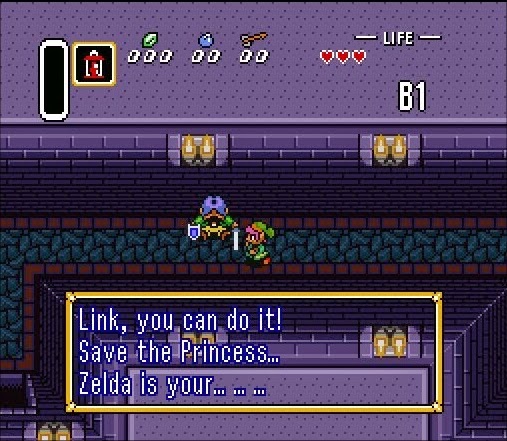 — LIFE —
000 00 00
B1
Link, you can do it!
Save the Princess…
Zelda is your… … …